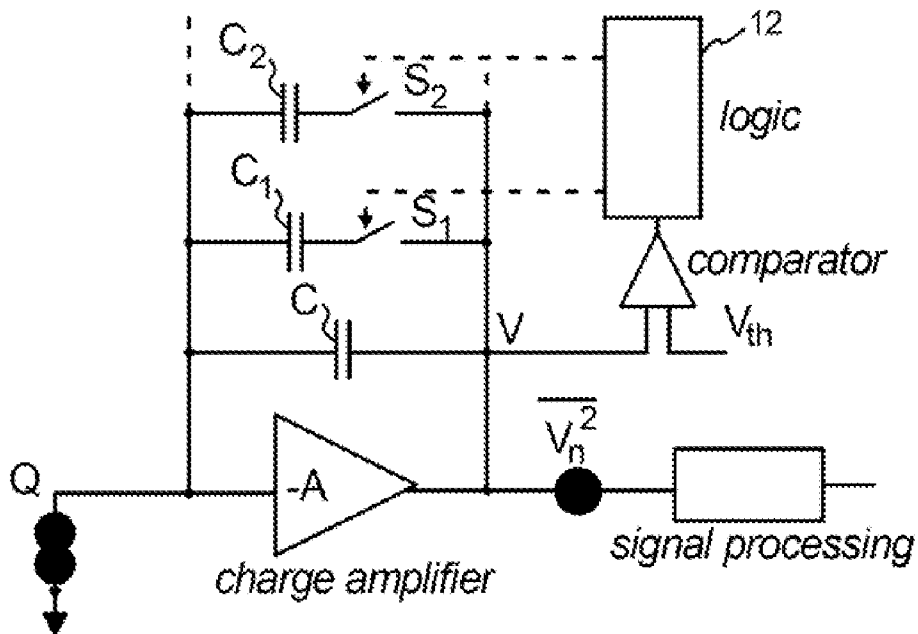 12
C₂
S₂
logic
C₁
S₁
comparator
C
V
Vth
Vn²
Q
-A
signal processing
charge amplifier